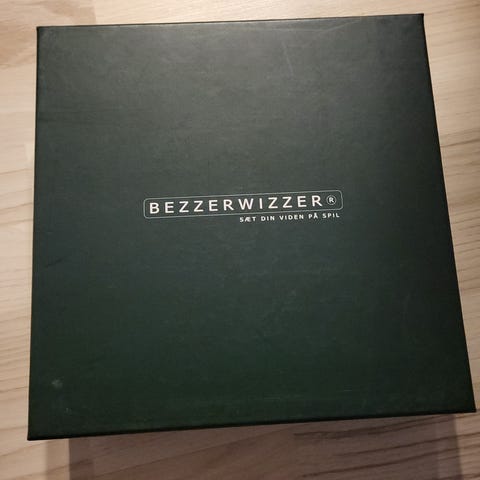 BEZZERWIZZER®
SÆT DIN VIDEN PÅ SPIL